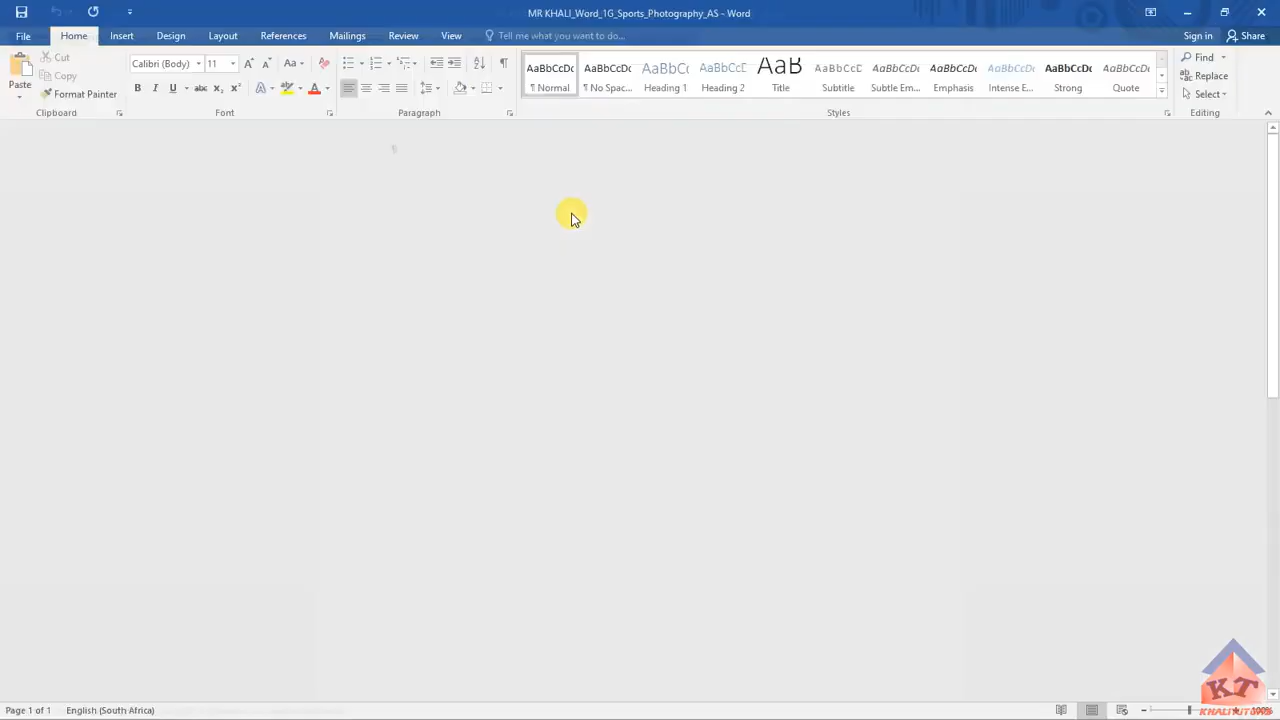 MR KHALI_Word_1G_Sports_Photography_AS - Word
File Home Insert Design Layout References Mailings Review View Tell me what you want to do... Sign in Share
Cut
Copy
Format Painter
Paste
Calibri (Body) 11
AaBbCcDc AaBbCcDc AaBbCc AaBbCcE AaB AaBbCcE AaBbCcDc AaBbCcDc AaBbCcDc AaBbCcDc AaBbCcDc
¶ Normal ¶ No Spac... Heading 1 Heading 2 Title Subtitle Subtle Em... Emphasis Intense E... Strong Quote
Find
Replace
Select
Clipboard Font Paragraph Styles Editing
KT
Page 1 of 1 English (South Africa)